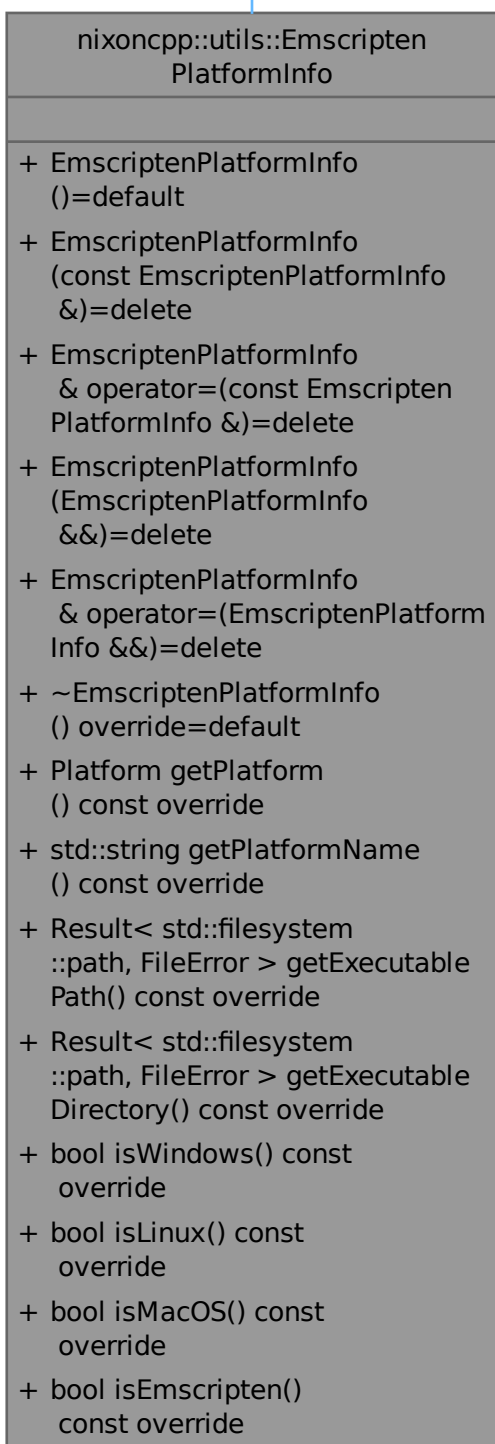 nixoncpp::utils::Emscripten
PlatformInfo
+ EmscriptenPlatformInfo
()=default
+ EmscriptenPlatformInfo
(const EmscriptenPlatformInfo
&)=delete
+ EmscriptenPlatformInfo
& operator=(const Emscripten
PlatformInfo &)=delete
+ EmscriptenPlatformInfo
(EmscriptenPlatformInfo
&&)=delete
+ EmscriptenPlatformInfo
& operator=(EmscriptenPlatform
Info &&)=delete
+ ~EmscriptenPlatformInfo
() override=default
+ Platform getPlatform
() const override
+ std::string getPlatformName
() const override
+ Result< std::filesystem
::path, FileError > getExecutable
Path() const override
+ Result< std::filesystem
::path, FileError > getExecutable
Directory() const override
+ bool isWindows() const
override
+ bool isLinux() const
override
+ bool isMacOS() const
override
+ bool isEmscripten()
const override